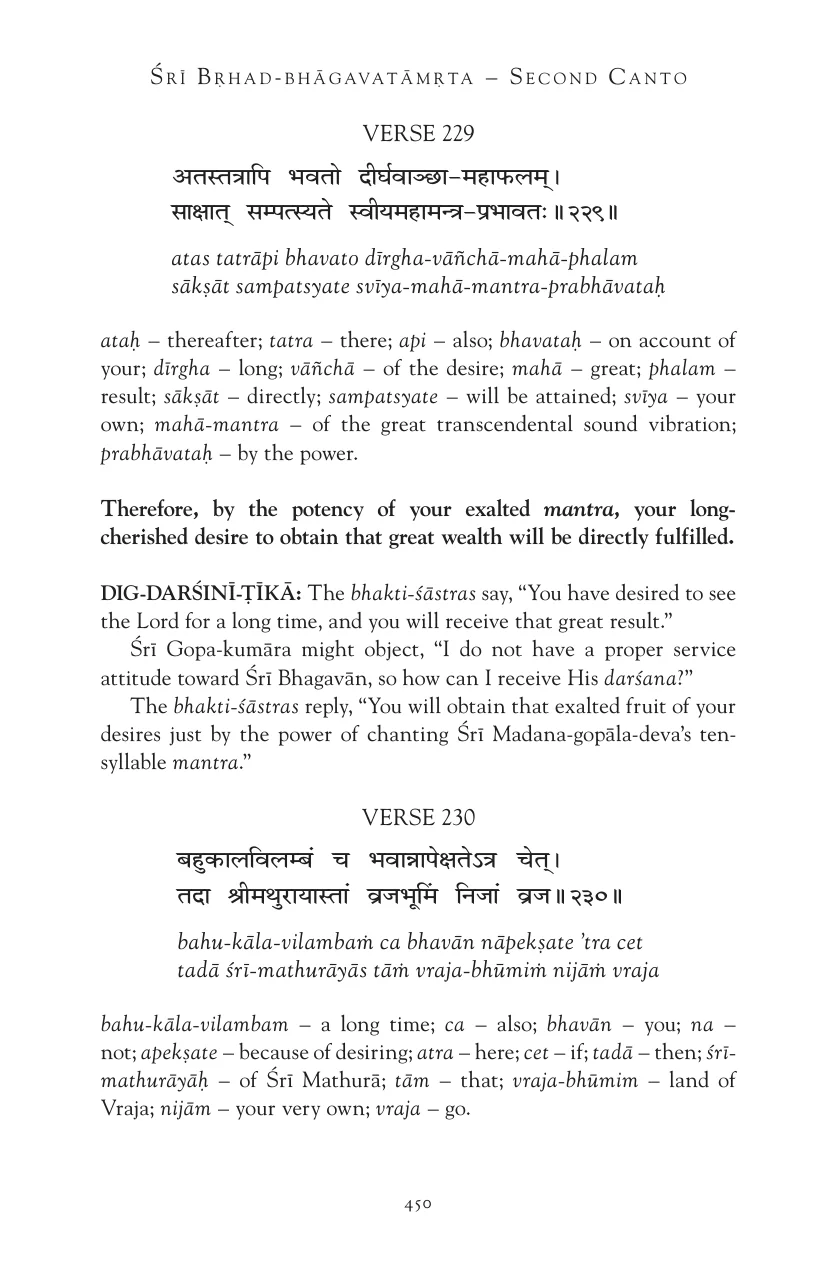 ŚRĪ BṚHAD-BHĀGAVATĀMṚTA – SECOND CANTO
VERSE 229
अतस्तत्रापि भवतो दीर्घवाञ्छा-महाफलम्।
साक्षात् सम्पत्स्यते स्वीयमहामन्त्र-प्रभावतः॥२२९॥
atas tatrāpi bhavato dīrgha-vāñchā-mahā-phalam
sākṣāt sampatsyate svīya-mahā-mantra-prabhāvataḥ
ataḥ – thereafter; tatra – there; api – also; bhavataḥ – on account of
your; dīrgha – long; vāñchā – of the desire; mahā – great; phalam –
result; sākṣāt – directly; sampatsyate – will be attained; svīya – your
own; mahā-mantra – of the great transcendental sound vibration;
prabhāvataḥ – by the power.
Therefore, by the potency of your exalted mantra, your long-
cherished desire to obtain that great wealth will be directly fulfilled.
DIG-DARŚINĪ-ṬĪKĀ: The bhakti-śāstras say, “You have desired to see
the Lord for a long time, and you will receive that great result.”
Śrī Gopa-kumāra might object, “I do not have a proper service
attitude toward Śrī Bhagavān, so how can I receive His darśana?”
The bhakti-śāstras reply, “You will obtain that exalted fruit of your
desires just by the power of chanting Śrī Madana-gopāla-deva’s ten-
syllable mantra.”
VERSE 230
बहुकालविलम्बं च भवान्नापेक्षतेऽत्र चेत्।
तदा श्रीमथुरायास्तां व्रजभूमिं निजां व्रज॥२३०॥
bahu-kāla-vilambaṁ ca bhavān nāpekṣate ’tra cet
tadā śrī-mathurāyās tāṁ vraja-bhūmiṁ nijāṁ vraja
bahu-kāla-vilambam – a long time; ca – also; bhavān – you; na –
not; apekṣate – because of desiring; atra – here; cet – if; tadā – then; śrī-
mathurāyāḥ – of Śrī Mathurā; tām – that; vraja-bhūmim – land of
Vraja; nijām – your very own; vraja – go.
450